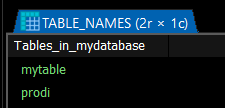 TABLE_NAMES (2r × 1c)
Tables_in_mydatabase
mytable
prodi